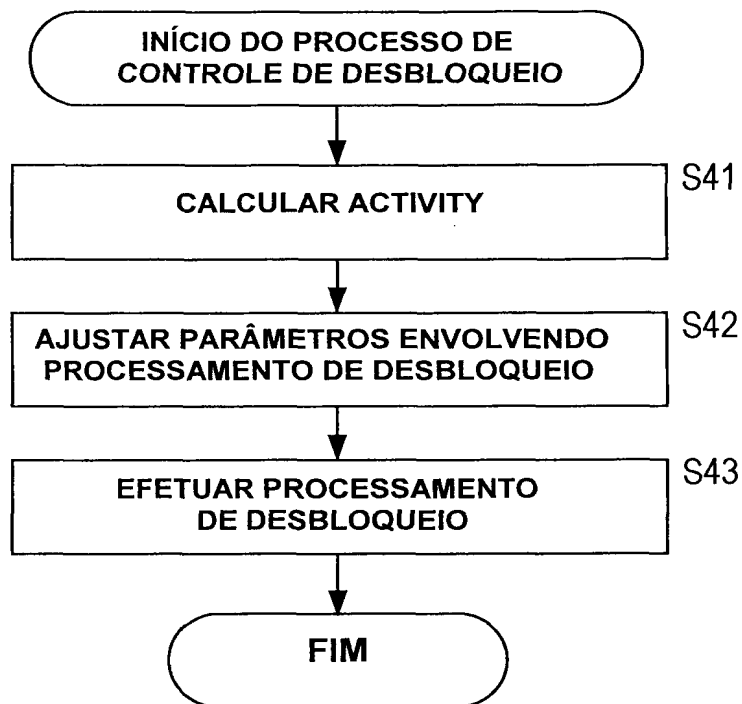 INÍCIO DO PROCESSO DE
CONTROLE DE DESBLOQUEIO
S41
CALCULAR ACTIVITY
S42
AJUSTAR PARÂMETROS ENVOLVENDO
PROCESSAMENTO DE DESBLOQUEIO
S43
EFETUAR PROCESSAMENTO
DE DESBLOQUEIO
FIM